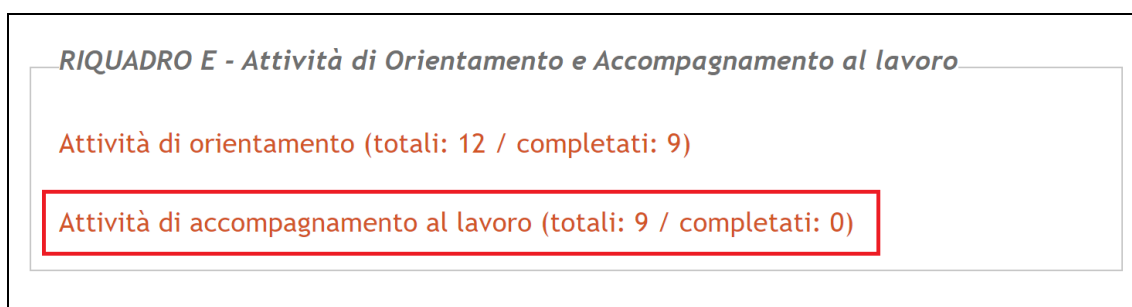 RIQUADRO E - Attività di Orientamento e Accompagnamento al lavoro
Attività di orientamento (totali: 12 / completati: 9)
Attività di accompagnamento al lavoro (totali: 9 / completati: 0)